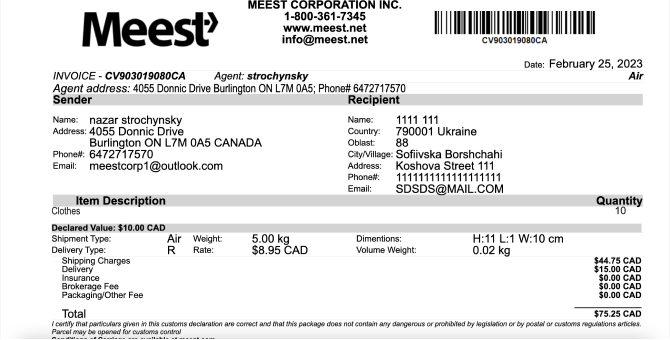 MEEST CORPORATION INC.
1-800-361-7345
www.meest.net
info@meest.net
Meest
CV903019080CA
Date: February 25, 2023
INVOICE - CV903019080CA Agent: strochynsky Air
Agent address: 4055 Donnic Drive Burlington ON L7M 0A5; Phone# 6472717570
Sender Recipient
Name: nazar strochynsky
Address: 4055 Donnic Drive
Burlington ON L7M 0A5 CANADA
Phone#: 6472717570
Email: meestcorp1@outlook.com
Name: 1111 111
Country: 790001 Ukraine
Oblast: 88
City/Village: Sofiivska Borshchahi
Address: Koshova Street 111
Phone#: 1111111111111111111
Email: SDSDS@MAIL.COM
Item Description Quantity
Clothes 10
Declared Value: $10.00 CAD
Shipment Type: Air Weight: 5.00 kg Dimentions: H:11 L:1 W:10 cm
Delivery Type: R Rate: $8.95 CAD Volume Weight: 0.02 kg
Shipping Charges $44.75 CAD
Delivery $15.00 CAD
Insurance $0.00 CAD
Brokerage Fee $0.00 CAD
Packaging/Other Fee $0.00 CAD
Total $75.25 CAD
I certify that particulars given in this customs declaration are correct and that this package does not contain any dangerous or prohibited by legislation or by postal or customs regulations articles.
Parcel may be opened for customs control
Conditions of Carriage are available at meest.com